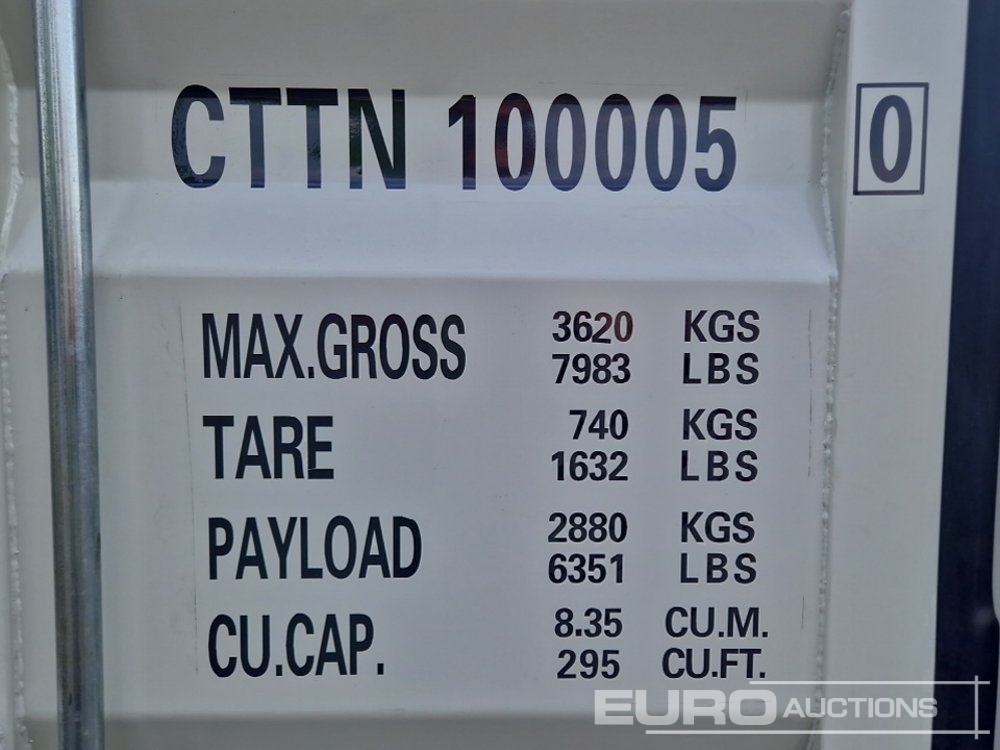 CTTN 100005 0
MAX.GROSS 3620 KGS
7983 LBS
TARE 740 KGS
1632 LBS
PAYLOAD 2880 KGS
6351 LBS
CU.CAP. 8.35 CU.M.
295 CU.FT.
EURO AUCTIONS